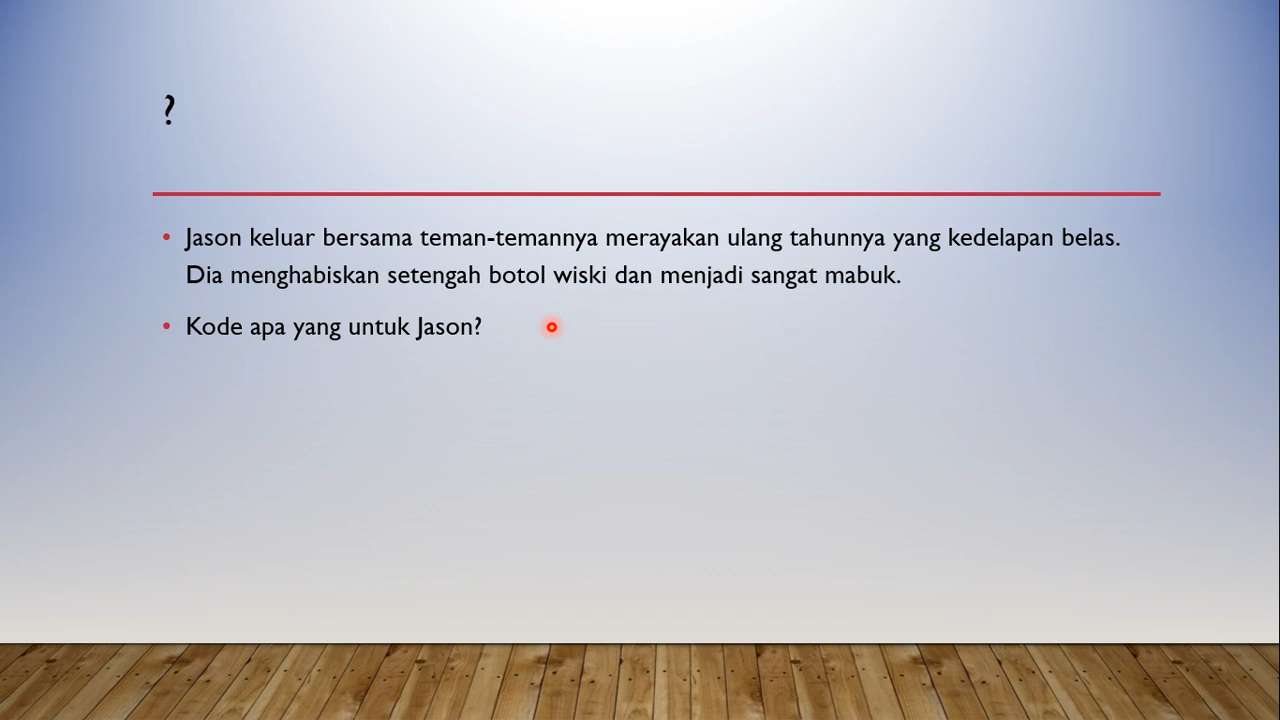 ?
• Jason keluar bersama teman-temannya merayakan ulang tahunnya yang kedelapan belas.
Dia menghabiskan setengah botol wiski dan menjadi sangat mabuk.
• Kode apa yang untuk Jason?